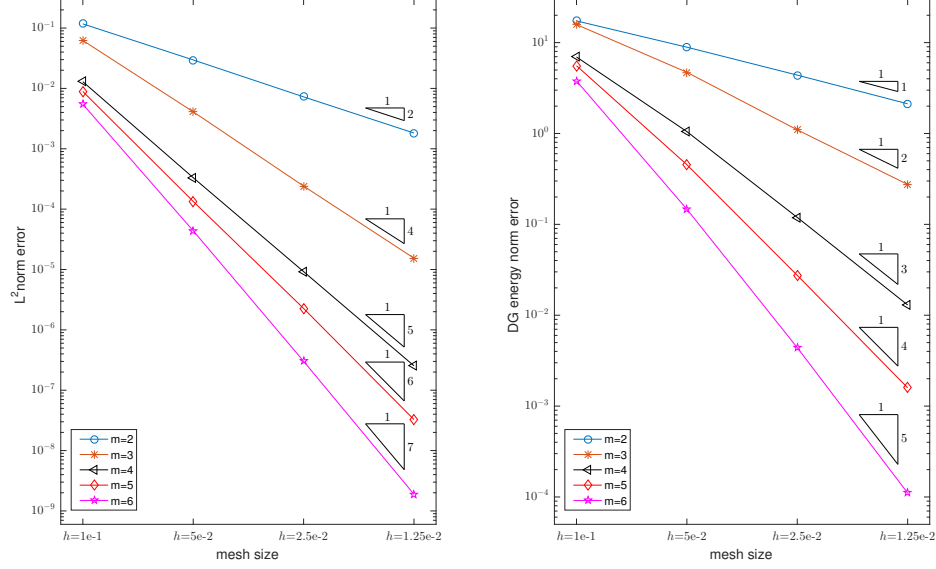 10^{-1}
10^{-2}
10^{-3}
10^{-4}
10^{-5}
10^{-6}
10^{-7}
10^{-8}
10^{-9}
L^2norm error
1
2
1
4
1
5
1
6
1
7
m=2
m=3
m=4
m=5
m=6
h=1e-1
h=5e-2
h=2.5e-2
h=1.25e-2
mesh size
10^1
10^0
10^{-1}
10^{-2}
10^{-3}
10^{-4}
DG energy norm error
1
1
1
2
1
3
1
4
1
5
m=2
m=3
m=4
m=5
m=6
h=1e-1
h=5e-2
h=2.5e-2
h=1.25e-2
mesh size